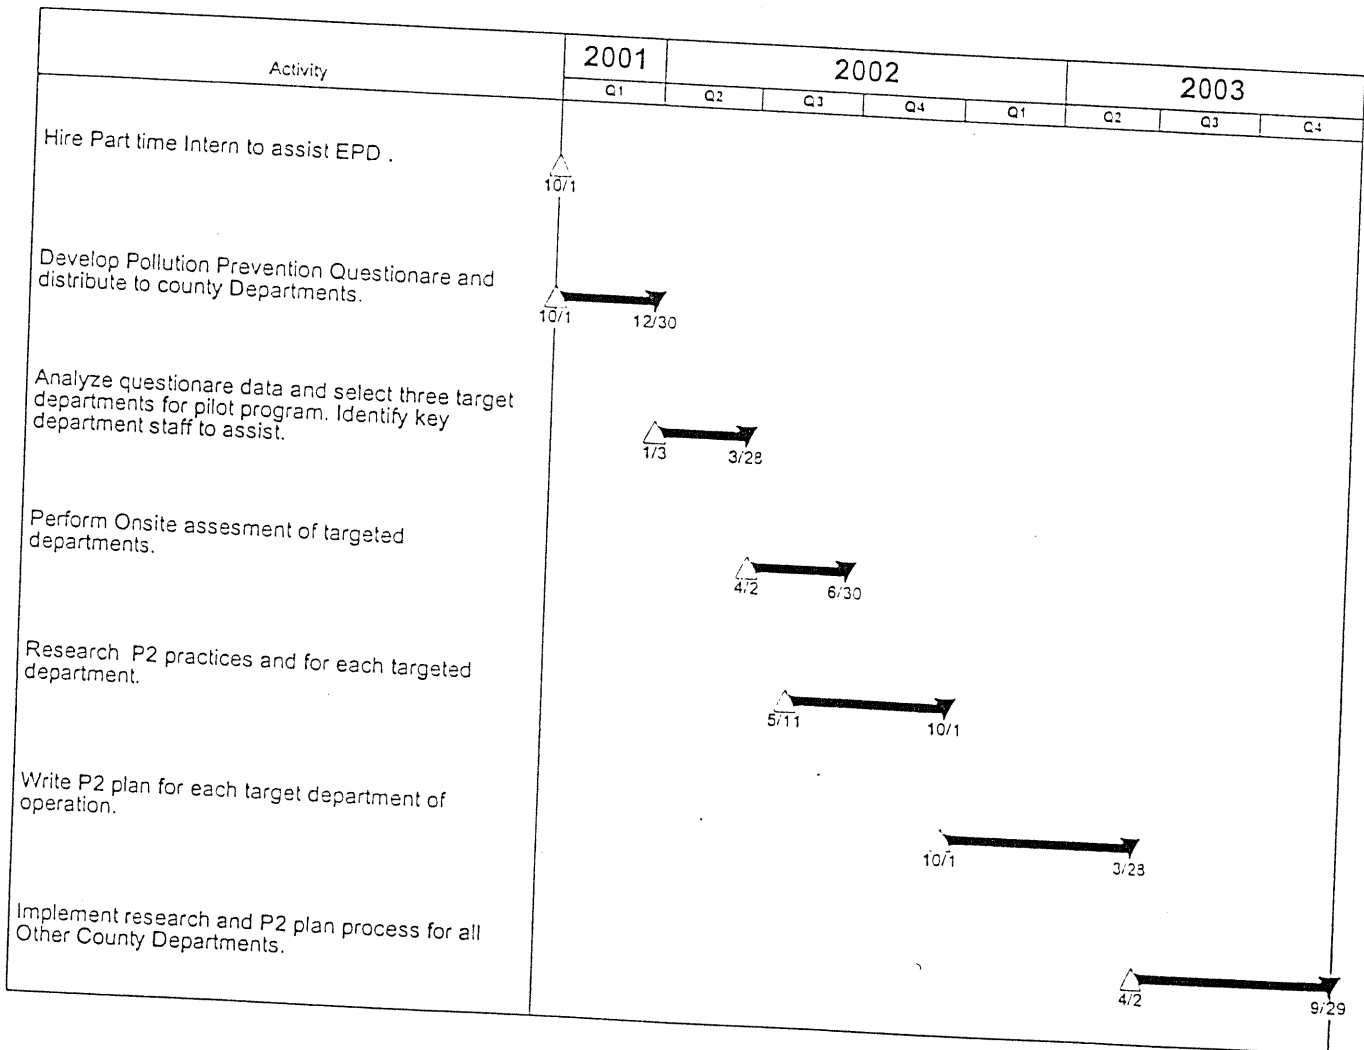 Activity
2001
2002
2003
Q1
Q2
Q3
Q4
Q1
Q2
Q3
Q4
Hire Part time Intern to assist EPD .
10/1
Develop Pollution Prevention Questionare and
distribute to county Departments.
10/1
12/30
Analyze questionare data and select three target
departments for pilot program. Identify key
department staff to assist.
1/3
3/28
Perform Onsite assesment of targeted
departments.
4/2
6/30
Research P2 practices and for each targeted
department.
5/11
10/1
Write P2 plan for each target department of
operation.
10/1
3/28
Implement research and P2 plan process for all
Other County Departments.
4/2
9/29